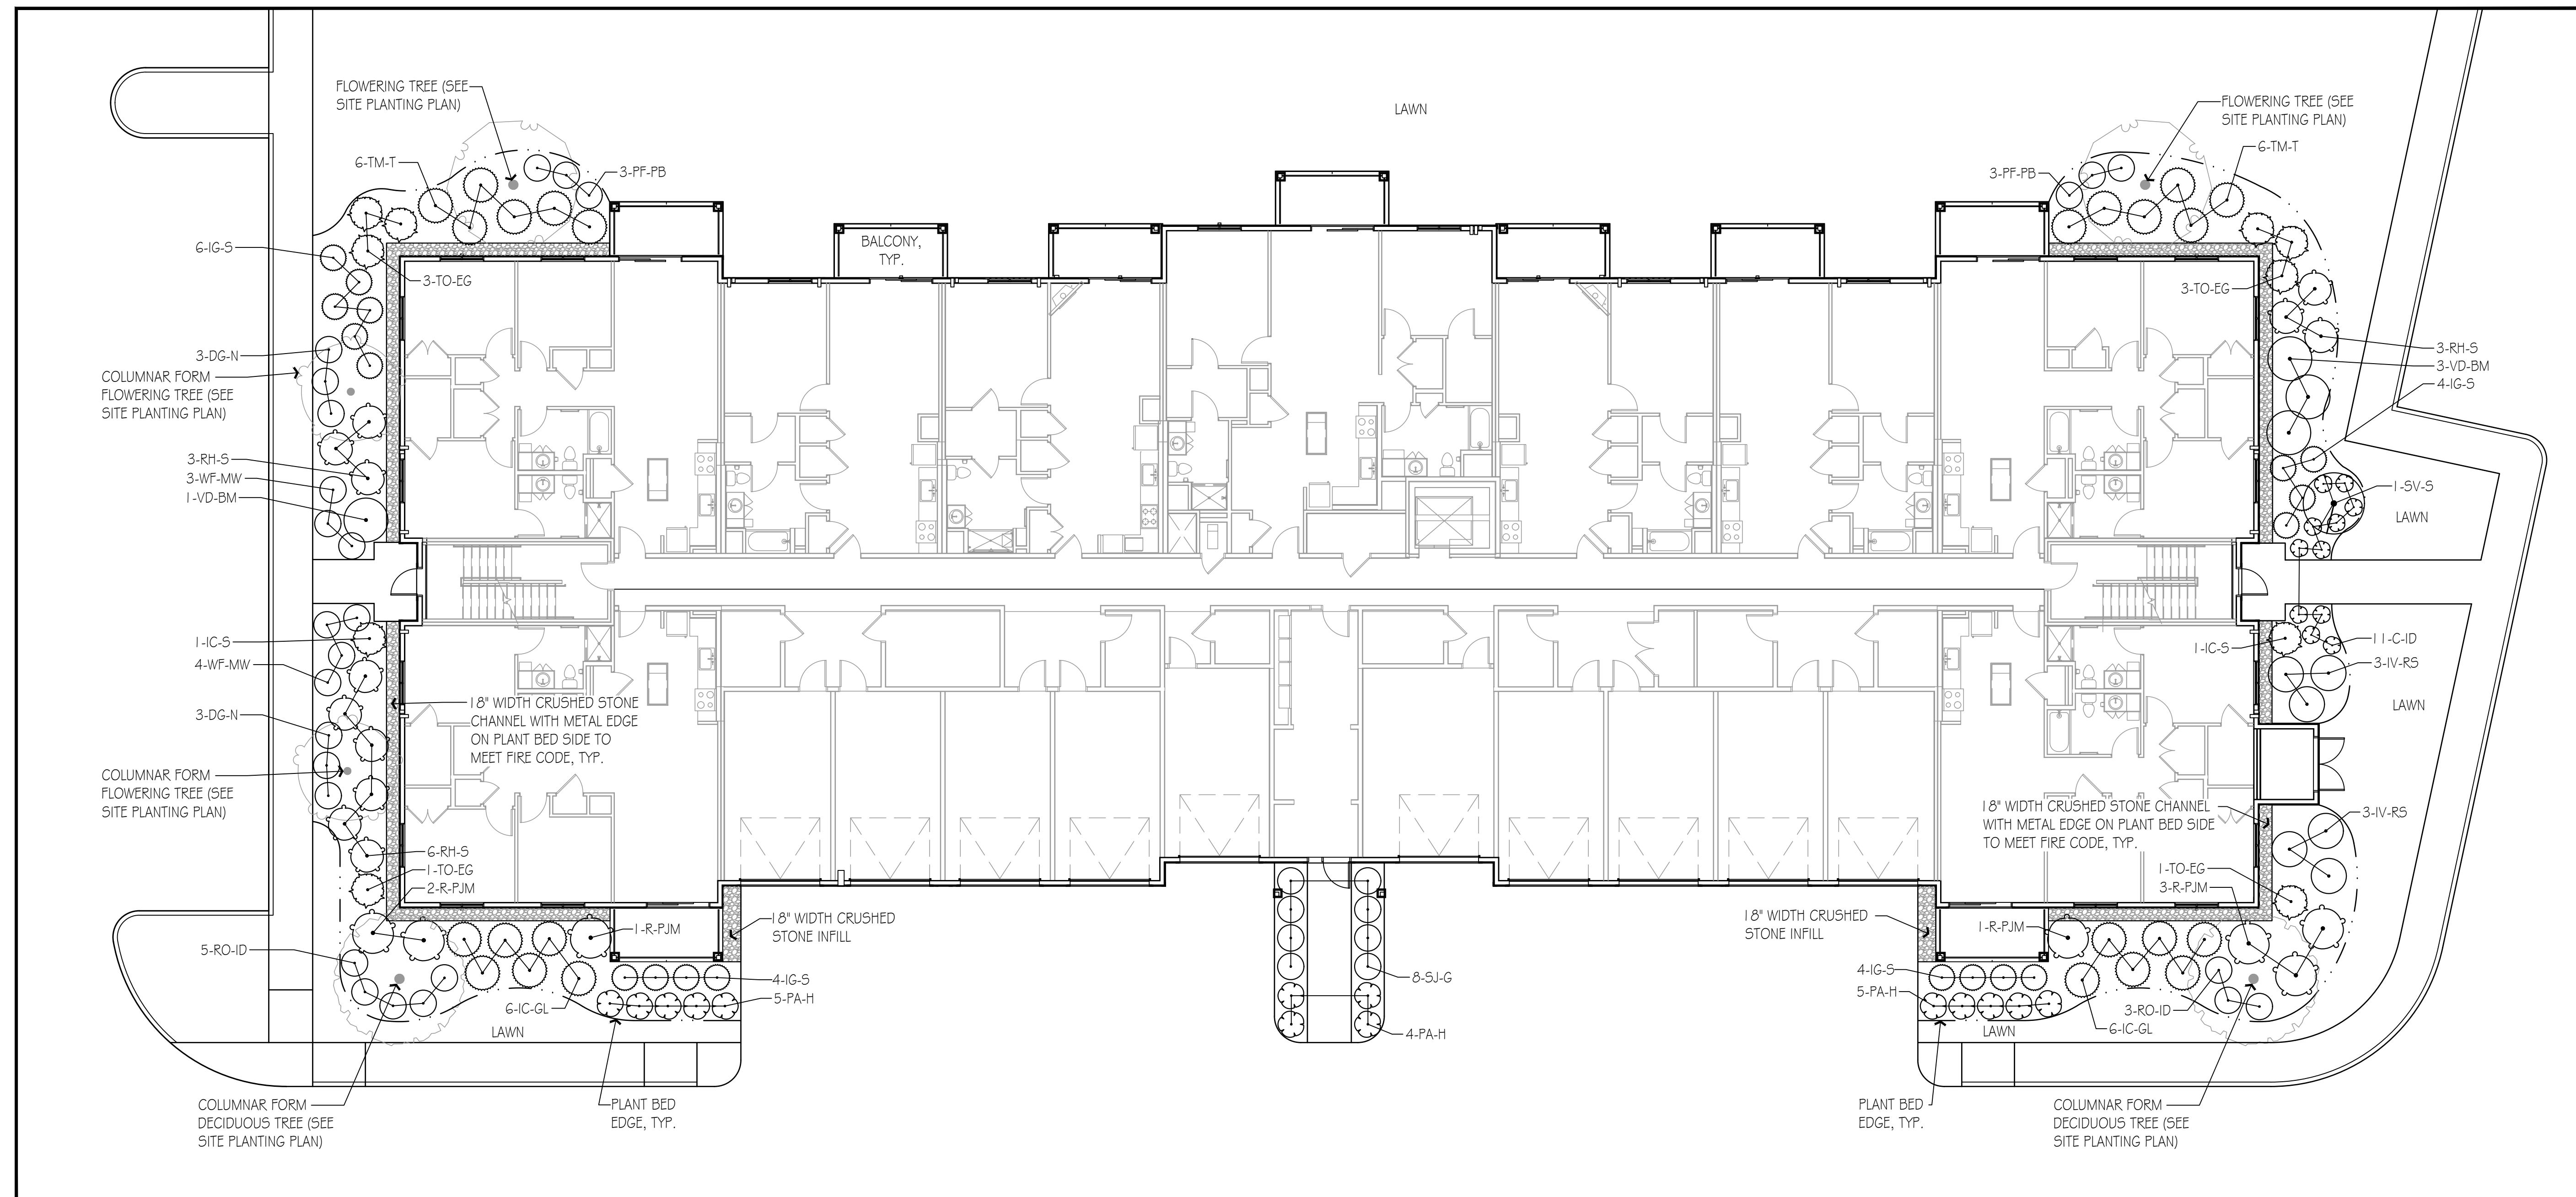 FLOWERING TREE (SEE
SITE PLANTING PLAN)
LAWN
FLOWERING TREE (SEE
SITE PLANTING PLAN)
6-TM-T
3-PF-PB
3-PF-PB
6-TM-T
6-IG-S
3-TO-EG
BALCONY,
TYP.
3-TO-EG
3-DG-N
COLUMNAR FORM
FLOWERING TREE (SEE
SITE PLANTING PLAN)
3-RH-S
3-VD-BM
4-IG-S
3-RH-S
3-WF-MW
1-VD-BM
1-SV-S
LAWN
1-IC-S
4-WF-MW
3-DG-N
1-IC-S
11-C-ID
3-IV-RS
LAWN
18" WIDTH CRUSHED STONE
CHANNEL WITH METAL EDGE
ON PLANT BED SIDE TO
MEET FIRE CODE, TYP.
COLUMNAR FORM
FLOWERING TREE (SEE
SITE PLANTING PLAN)
18" WIDTH CRUSHED STONE CHANNEL
WITH METAL EDGE ON PLANT BED SIDE
TO MEET FIRE CODE, TYP.
3-IV-RS
6-RH-S
1-TO-EG
2-R-PJM
1-TO-EG
3-R-PJM
5-RO-ID
1-R-PJM
18" WIDTH CRUSHED
STONE INFILL
18" WIDTH CRUSHED
STONE INFILL
1-R-PJM
4-IG-S
5-PA-H
6-IC-GL
LAWN
8-SJ-G
4-PA-H
4-IG-S
5-PA-H
3-RO-ID
6-IC-GL
LAWN
COLUMNAR FORM
DECIDUOUS TREE (SEE
SITE PLANTING PLAN)
PLANT BED
EDGE, TYP.
PLANT BED
EDGE, TYP.
COLUMNAR FORM
DECIDUOUS TREE (SEE
SITE PLANTING PLAN)